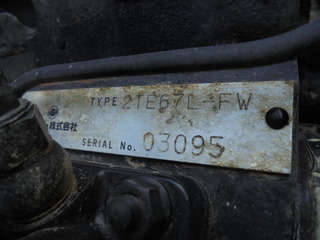 TYPE 2TE67L-FW
株式会社
SERIAL No. 03095